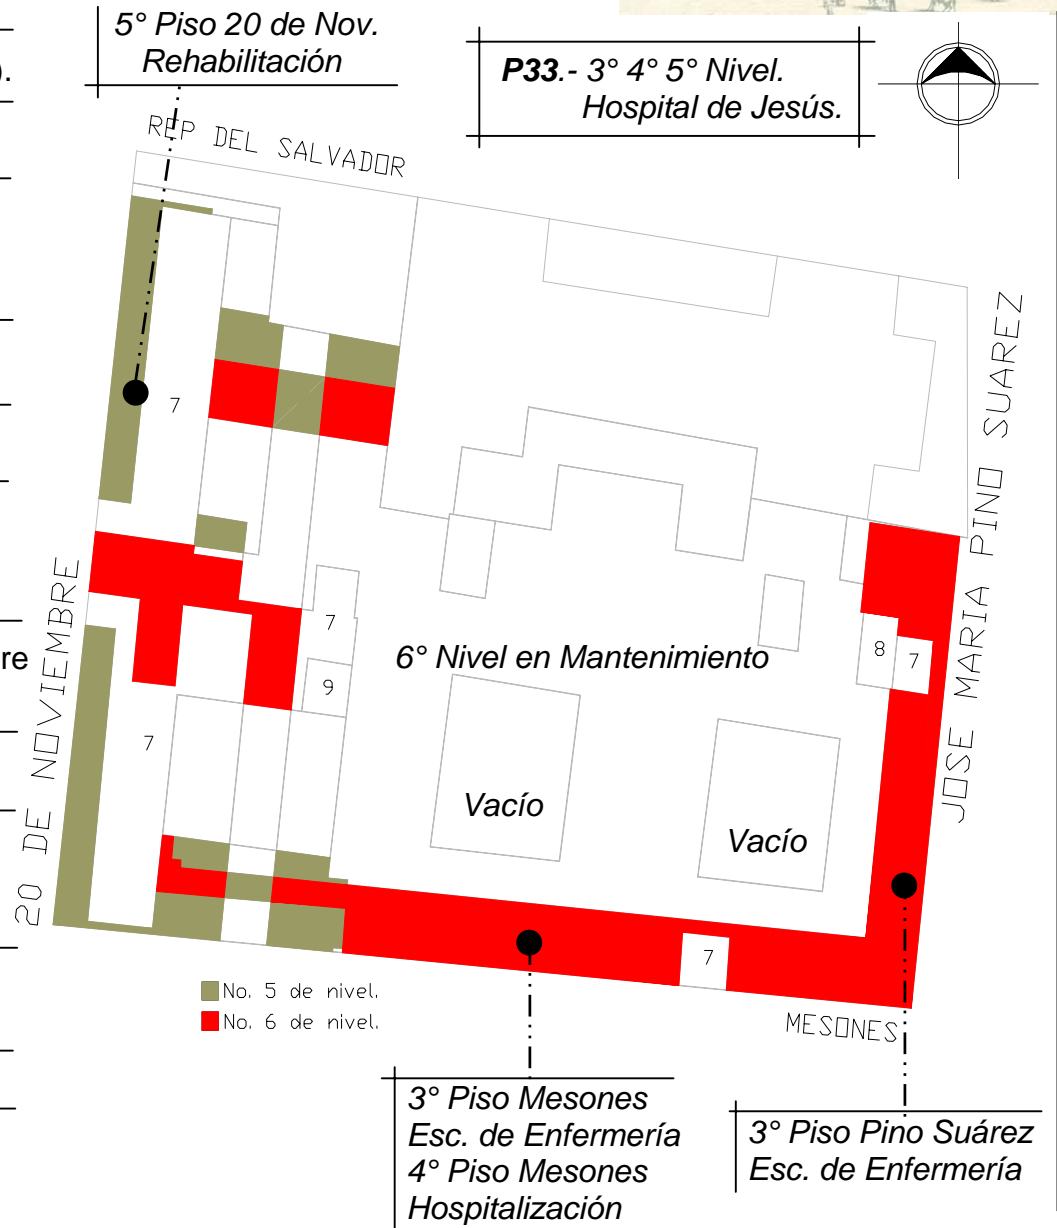 5° Piso 20 de Nov.
Rehabilitación
).
P33.- 3° 4° 5° Nivel.
Hospital de Jesús.
REP DEL SALVADOR
JOSE MARIA PINO SUAREZ
7
20 DE NOVIEMBRE
re
7
9
6° Nivel en Mantenimiento
8
7
7
Vacío
Vacío
7
No. 5 de nivel.
No. 6 de nivel.
MESONES
3° Piso Mesones
Esc. de Enfermería
4° Piso Mesones
Hospitalización
3° Piso Pino Suárez
Esc. de Enfermería